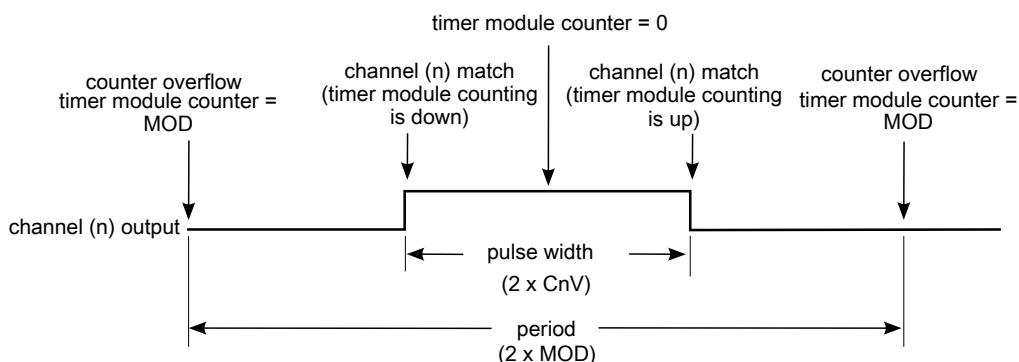 timer module counter = 0
counter overflow
timer module counter =
MOD
channel (n) match
(timer module counting
is down)
channel (n) match
(timer module counting
is up)
counter overflow
timer module counter =
MOD
channel (n) output
pulse width
(2 x CnV)
period
(2 x MOD)